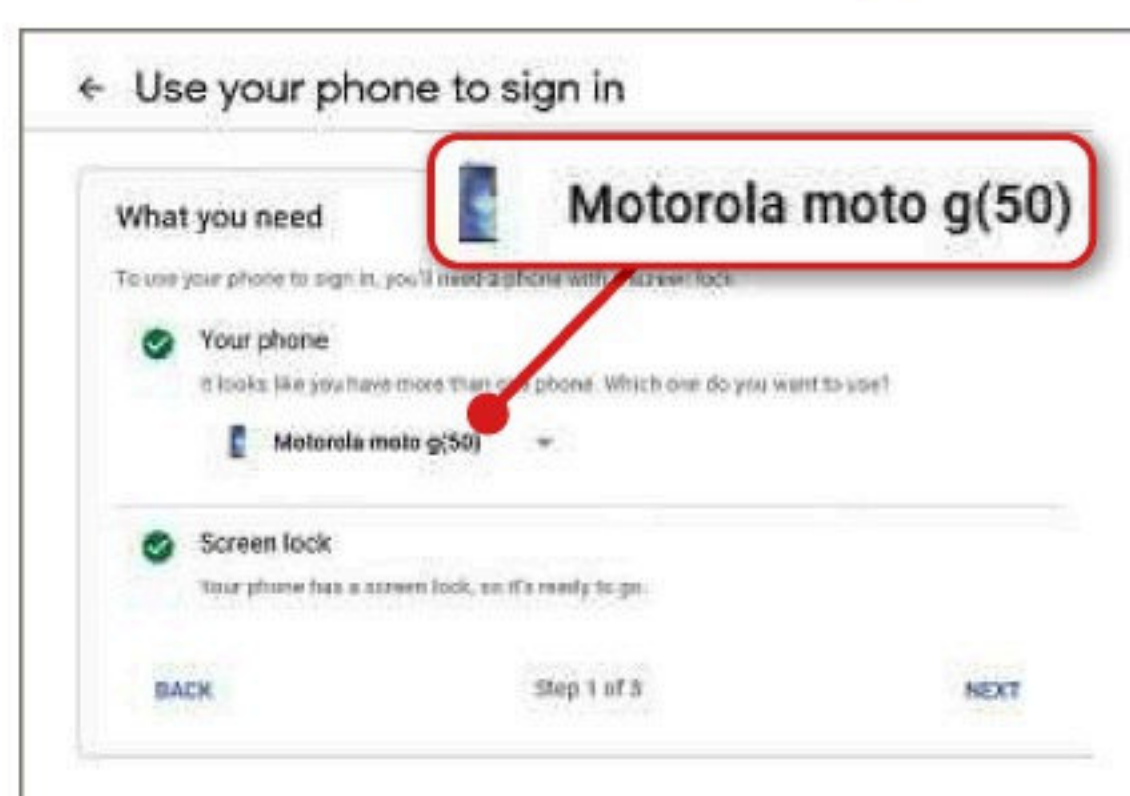 ← Use your phone to sign in
Motorola moto g(50)
What you need
To use your phone to sign in, you'll need a phone with a screen lock
Your phone
It looks like you have more than one phone. Which one do you want to use?
Motorola moto g(50)
Screen lock
Your phone has a screen lock, so it's ready to go.
BACK
Step 1 of 3
NEXT